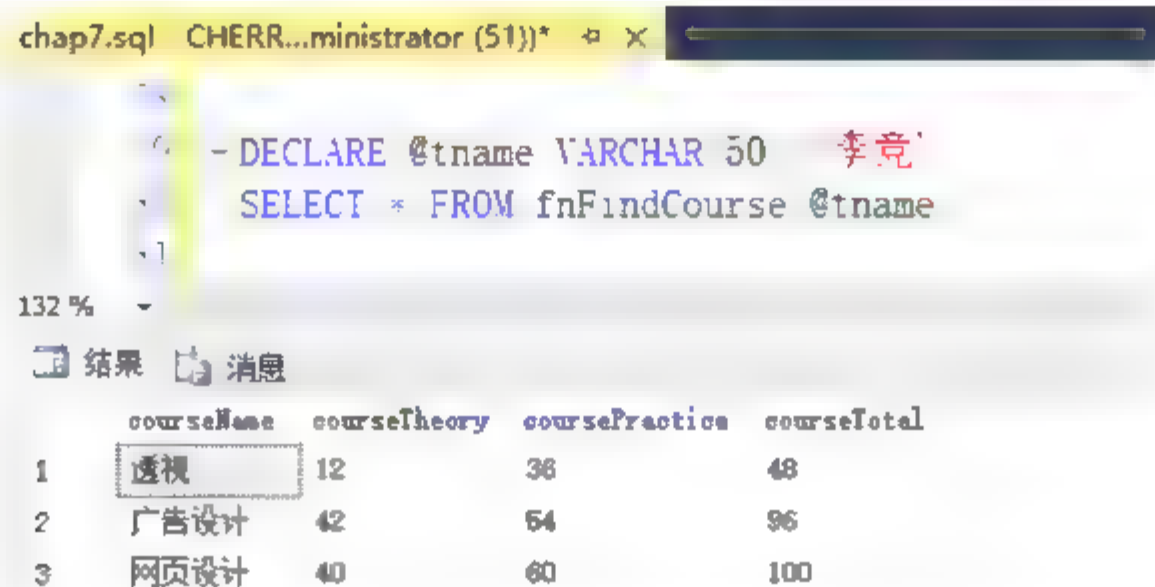 chap7.sql CHERR...ministrator (51))*
DECLARE @tname VARCHAR 50 李竞'
SELECT * FROM fnFindCourse @tname
132 %
结果 消息
courseName courseTheory coursePractice courseTotal
1 透视 12 36 48
2 广告设计 42 54 96
3 网页设计 40 60 100